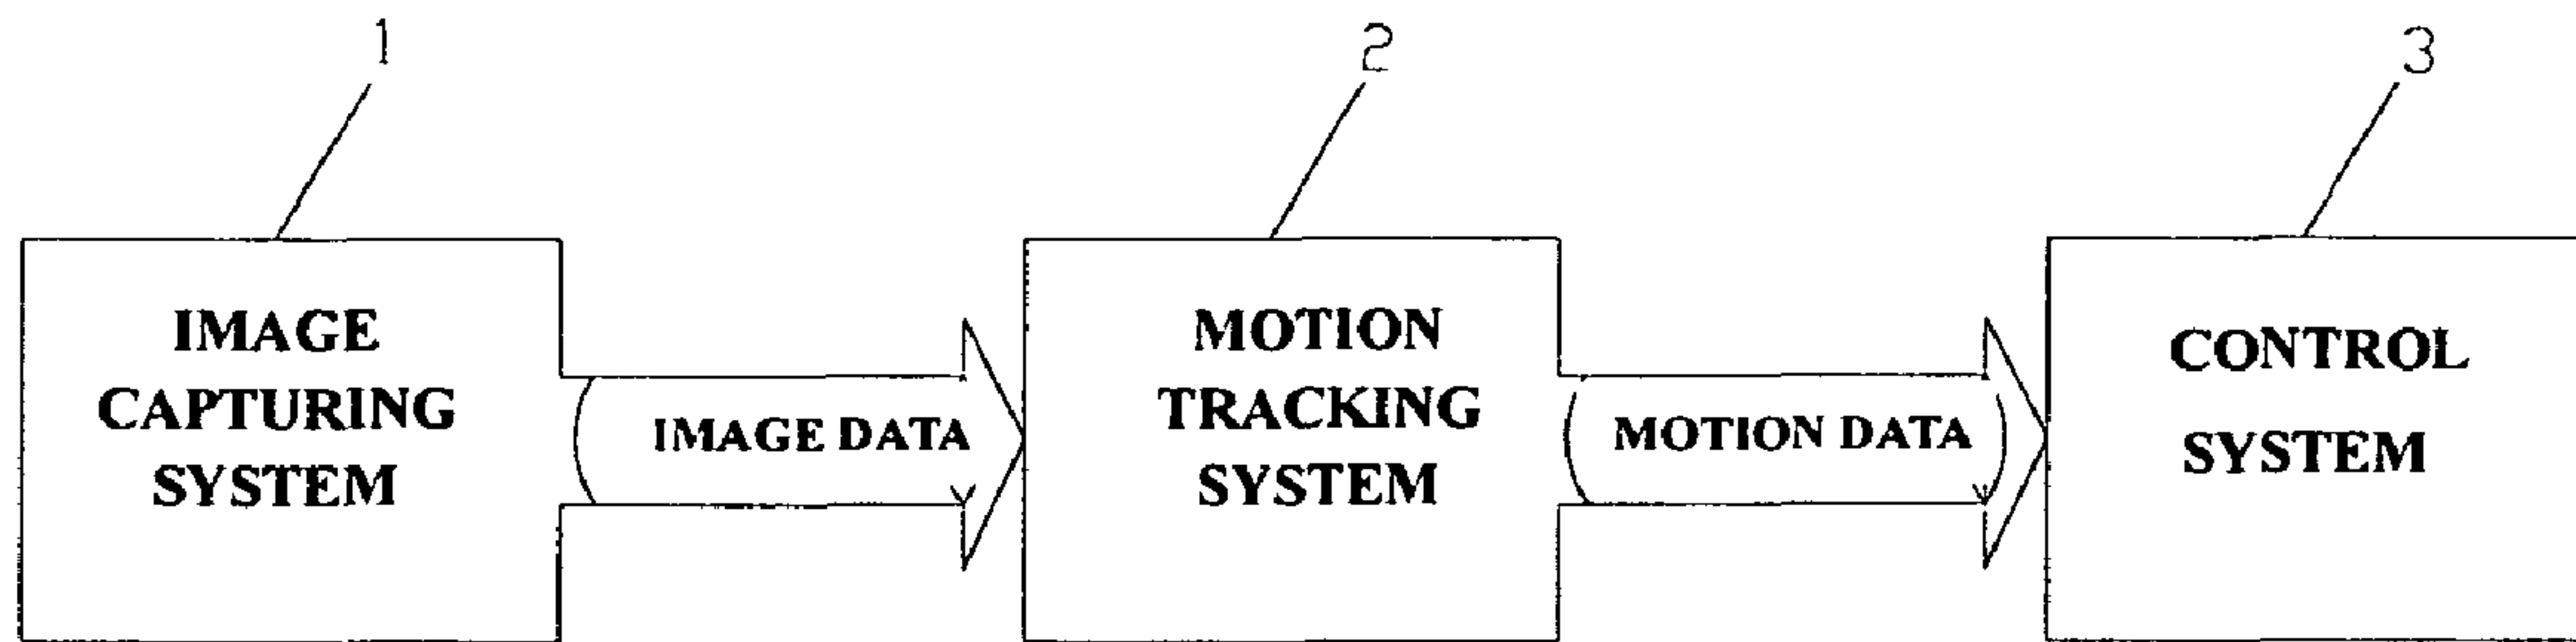 1
2
3
IMAGE
CAPTURING
SYSTEM
IMAGE DATA
MOTION
TRACKING
SYSTEM
MOTION DATA
CONTROL
SYSTEM